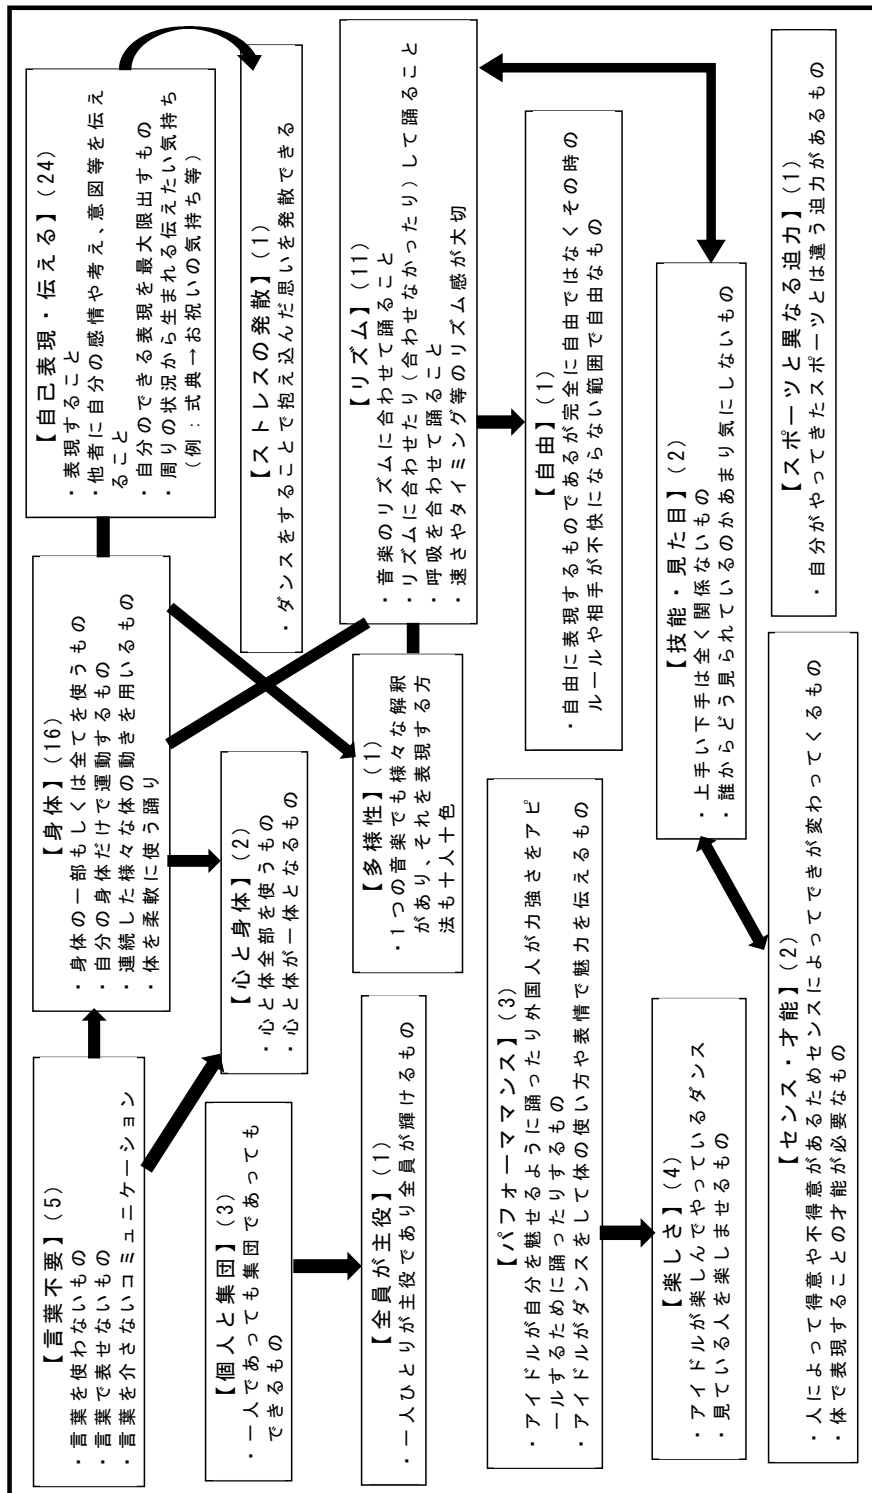 【言葉不要】(5)
・言葉を使わないもの
・言葉で表せないもの
・言葉を介さないコミュニケーション
【身体】(16)
・身体の一部もしくは全てを使うもの
・自分の身体だけで運動するもの
・連続した様々な体の動きを用いるもの
・体を柔軟に使う踊り
【自己表現・伝える】(24)
・表現すること
・他者に自分の感情や考え、意図等を伝え
ること
・自分のできる表現を最大限出すもの
・周りの状況から生まれる伝えたい気持ち
(例：式典→お祝いの気持ち等)
【個人と集団】(3)
・一人であっても集団であっても
できるもの
【心と身体】(2)
・心と体全部を使うもの
・心と体が一体となるもの
【ストレスの発散】(1)
・ダンスをすることで抱え込んだ思いを発散できる
【全員が主役】(1)
・一人ひとりが主役であり全員が輝けるもの
【多様性】(1)
・1つの音楽でも様々な解釈
があり、それを表現する方
法も十人十色
【リズム】(11)
・音楽のリズムに合わせて踊ること
・リズムに合わせたり(合わせなかったり)して踊ること
・呼吸を合わせて踊ること
・速さやタイミング等のリズム感が大切
【パフォーママンス】(3)
・アイドルが自分を魅せるように踊ったり外国人が力強さをアピ
ールするために踊ったりするもの
・アイドルがダンスをして体の使い方や表情で魅力を伝えるもの
【自由】(1)
・自由に表現するものであるが完全に自由ではなくその時の
ルールや相手が不快にならない範囲で自由なもの
【楽しさ】(4)
・アイドルが楽しんでやっているダンス
・見ている人を楽しませるもの
【技能・見た目】(2)
・上手い下手は全く関係ないもの
・誰からどう見られているのかあまり気にしないもの
【センス・才能】(2)
・人によって得意や不得意があるためセンスによってできが変わってくるもの
・体で表現することの才能が必要なもの
【スポーツと異なる迫力】(1)
・自分がやってきたスポーツとは違う迫力があるもの